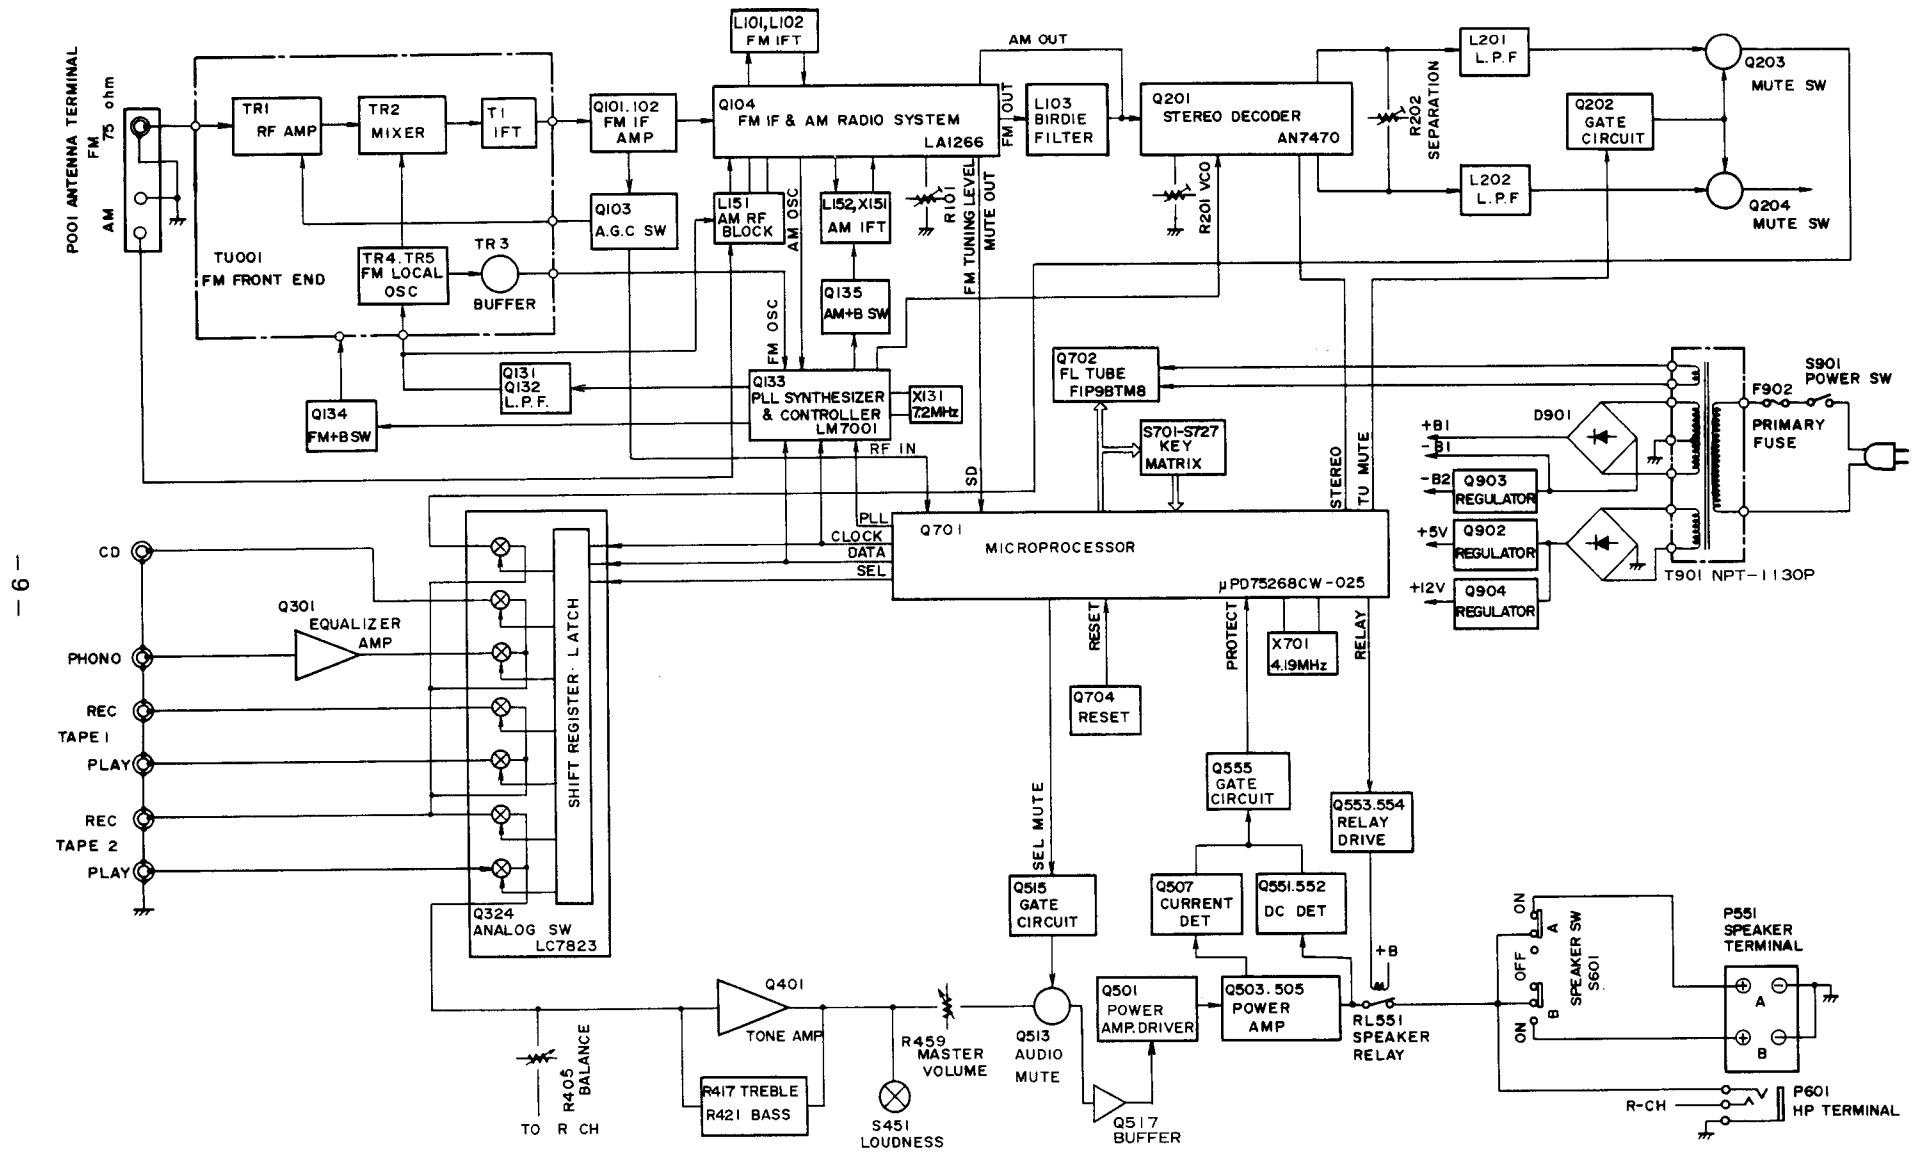 P001 ANTENNA TERMINAL
FM
75 ohm
AM
TR1
RF AMP
TR2
MIXER
T1
IFT
TU001
FM FRONT END
TR4.TR5
FM LOCAL
OSC
TR3
BUFFER
L101,L102
FM IFT
Q101.102
FM IF
AMP
Q103
A.G.C SW
Q104
FM IF & AM RADIO SYSTEM
LA1266
AM OUT
FM OUT
L103
BIRDIE
FILTER
L151
AM RF
BLOCK
AM OSC
L152,X151
AM IFT
R101
FM TUNING LEVEL
MUTE OUT
Q135
AM+B SW
FM OSC
Q201
STEREO DECODER
AN7470
R201 VCO
R202
SEPARATION
L201
L.P.F
L202
L.P.F
Q202
GATE
CIRCUIT
Q203
MUTE SW
Q204
MUTE SW
Q131
Q132
L.P.F.
Q134
FM+BSW
Q133
PLL SYNTHESIZER
& CONTROLLER
LM7001
X131
7.2MHz
RF IN
SD
Q702
FL TUBE
FIP9BTM8
S701-S727
KEY
MATRIX
STEREO
TU MUTE
D901
+B1
-B1
-B2
Q903
REGULATOR
+5V
Q902
REGULATOR
+12V
Q904
REGULATOR
F902
PRIMARY
FUSE
S901
POWER SW
T901 NPT-1130P
-6-
CD
PHONO
REC
TAPE 1
PLAY
REC
TAPE 2
PLAY
Q301
EQUALIZER
AMP
SHIFT REGISTER· LATCH
Q324
ANALOG SW
LC7823
PLL
CLOCK
DATA
SEL
Q701
MICROPROCESSOR
μPD75268CW-025
SEL MUTE
RESET
Q704
RESET
PROTECT
X701
4.19MHz
RELAY
Q555
GATE
CIRCUIT
Q553.554
RELAY
DRIVE
Q515
GATE
CIRCUIT
Q507
CURRENT
DET
Q551.552
DC DET
+B
Q401
TONE AMP
R417 TREBLE
R421 BASS
R405
BALANCE
TO R CH
S451
LOUDNESS
R459
MASTER
VOLUME
Q513
AUDIO
MUTE
Q517
BUFFER
Q501
POWER
AMP.DRIVER
Q503.505
POWER
AMP
RL551
SPEAKER
RELAY
ON
A
OFF
B
ON
SPEAKER SW
S601
P551
SPEAKER
TERMINAL
A
B
R-CH
P601
HP TERMINAL